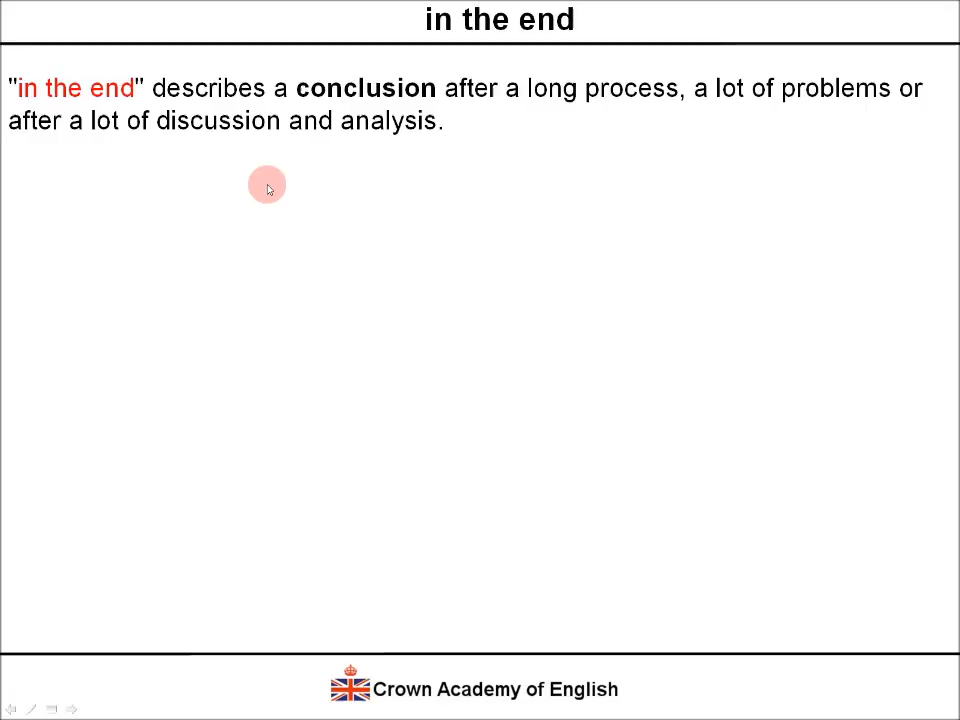 in the end
"in the end" describes a conclusion after a long process, a lot of problems or
after a lot of discussion and analysis.
Crown Academy of English